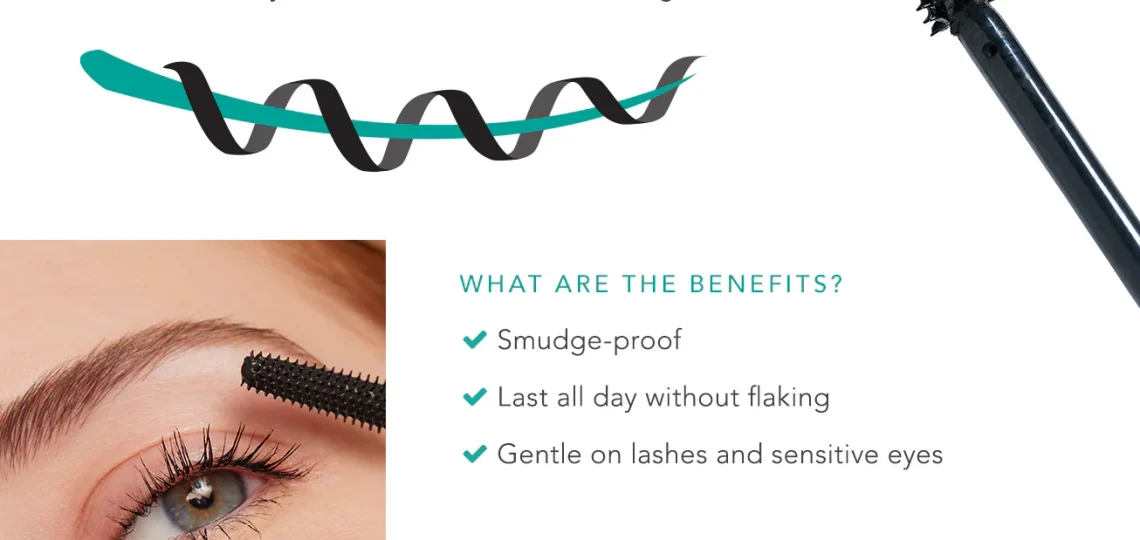 WHAT ARE THE BENEFITS?
Smudge-proof
Last all day without flaking
Gentle on lashes and sensitive eyes